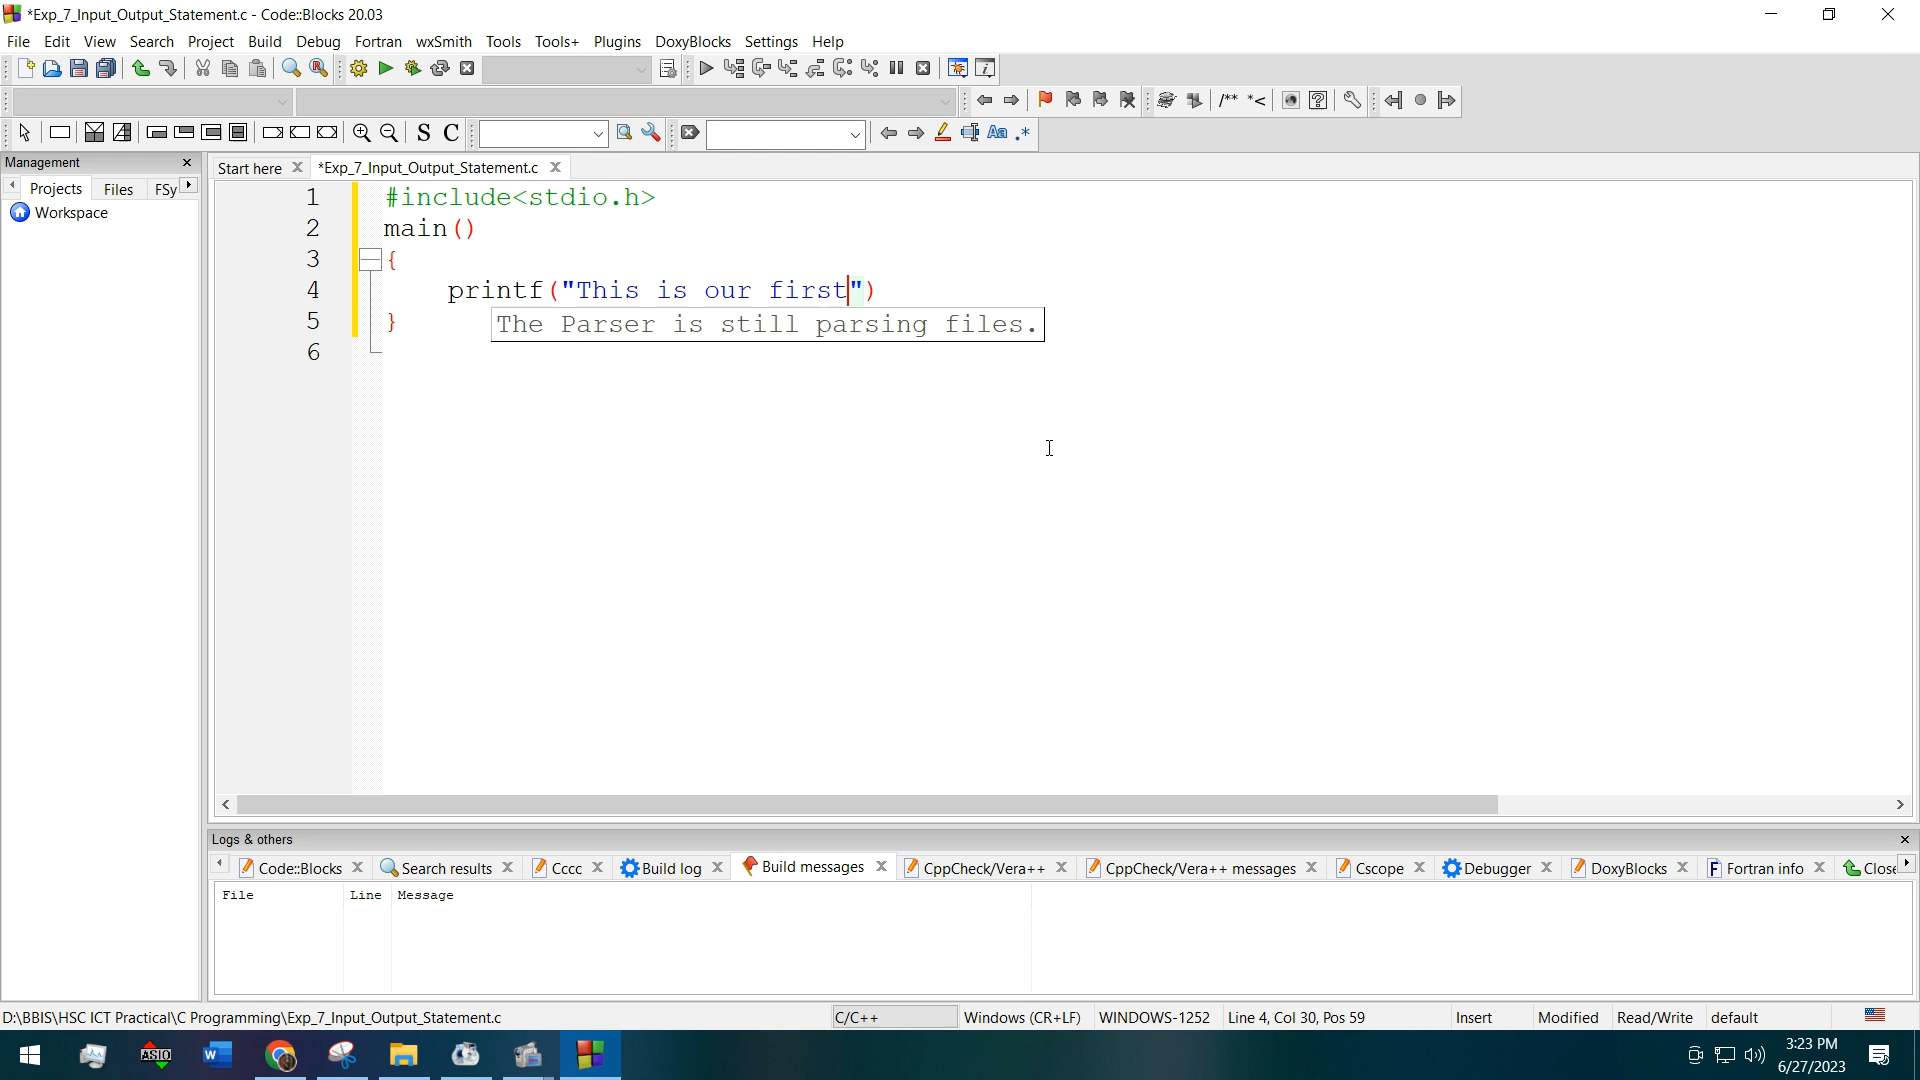 *Exp_7_Input_Output_Statement.c - Code::Blocks 20.03
File Edit View Search Project Build Debug Fortran wxSmith Tools Tools+ Plugins DoxyBlocks Settings Help
/** *<
S C Aa .*
Management
Start here *Exp_7_Input_Output_Statement.c
Projects Files FSy
Workspace
1 #include<stdio.h>
2 main()
3 {
4 printf("This is our first")
5 }
The Parser is still parsing files.
6
Logs & others
Code::Blocks Search results Cccc Build log Build messages CppCheck/Vera++ CppCheck/Vera++ messages Cscope Debugger DoxyBlocks Fortran info Close
File Line Message
D:\BBIS\HSC ICT Practical\C Programming\Exp_7_Input_Output_Statement.c C/C++ Windows (CR+LF) WINDOWS-1252 Line 4, Col 30, Pos 59 Insert Modified Read/Write default
ASIO
3:23 PM
6/27/2023